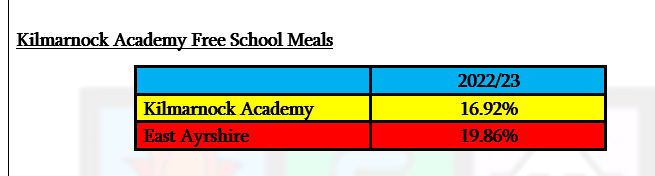 Kilmarnock Academy Free School Meals
2022/23
Kilmarnock Academy 16.92%
East Ayrshire 19.86%